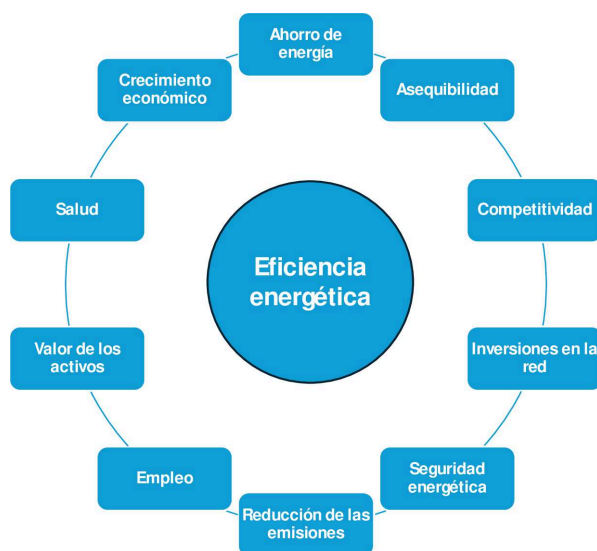 Ahorro de
energía
Asequibilidad
Competitividad
Inversiones en la
red
Seguridad
energética
Reducción de las
emisiones
Empleo
Valor de los
activos
Salud
Crecimiento
económico
Eficiencia
energética